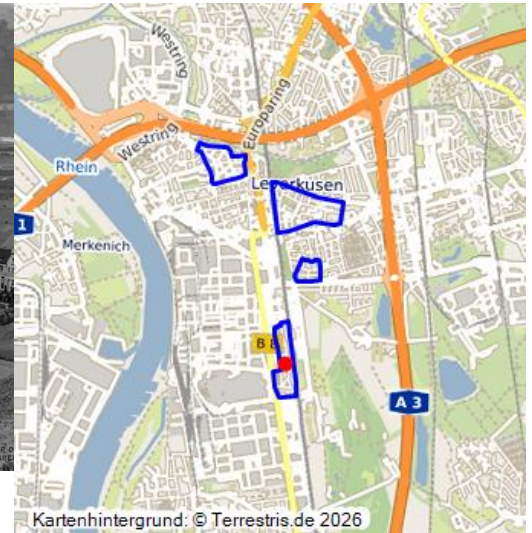 Westring
Europaring
Westring
Rhein
Leverkusen
1
Merkenich
B 8
A 3
Kartenhintergrund: © Terrestris.de 2026